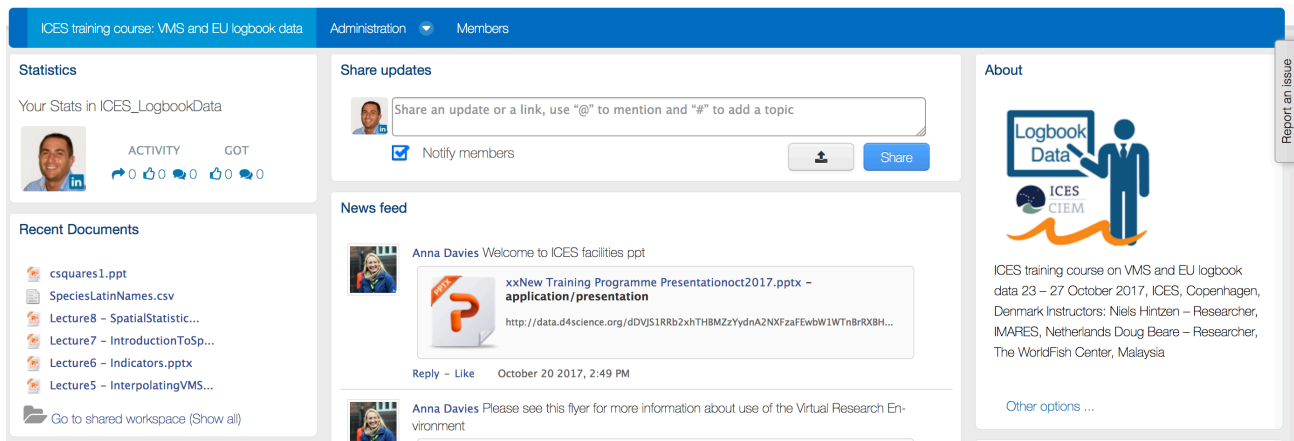 ICES training course: VMS and EU logbook data
Administration
Members
Report an issue
Statistics
Your Stats in ICES_LogbookData
ACTIVITY GOT
0 0 0 0 0
in
Recent Documents
csquares1.ppt
SpeciesLatinNames.csv
Lecture8 – SpatialStatistic...
Lecture7 – IntroductionToSp...
Lecture6 – Indicators.pptx
Lecture5 – InterpolatingVMS...
Go to shared workspace (Show all)
Share updates
Share an update or a link, use “@” to mention and “#” to add a topic
in
Notify members
Share
News feed
Anna Davies Welcome to ICES facilities ppt
PPTX
P
xxNew Training Programme Presentationoct2017.pptx –
application/presentation
http://data.d4science.org/dDVJS1RRb2xhTHBMZzYydnA2NXFzaFEwbW1WTnBrRXBH...
Reply – Like October 20 2017, 2:49 PM
Anna Davies Please see this flyer for more information about use of the Virtual Research En-
vironment
About
Logbook
Data
ICES
CIEM
ICES training course on VMS and EU logbook
data 23 – 27 October 2017, ICES, Copenhagen,
Denmark Instructors: Niels Hintzen – Researcher,
IMARES, Netherlands Doug Beare – Researcher,
The WorldFish Center, Malaysia
Other options ...